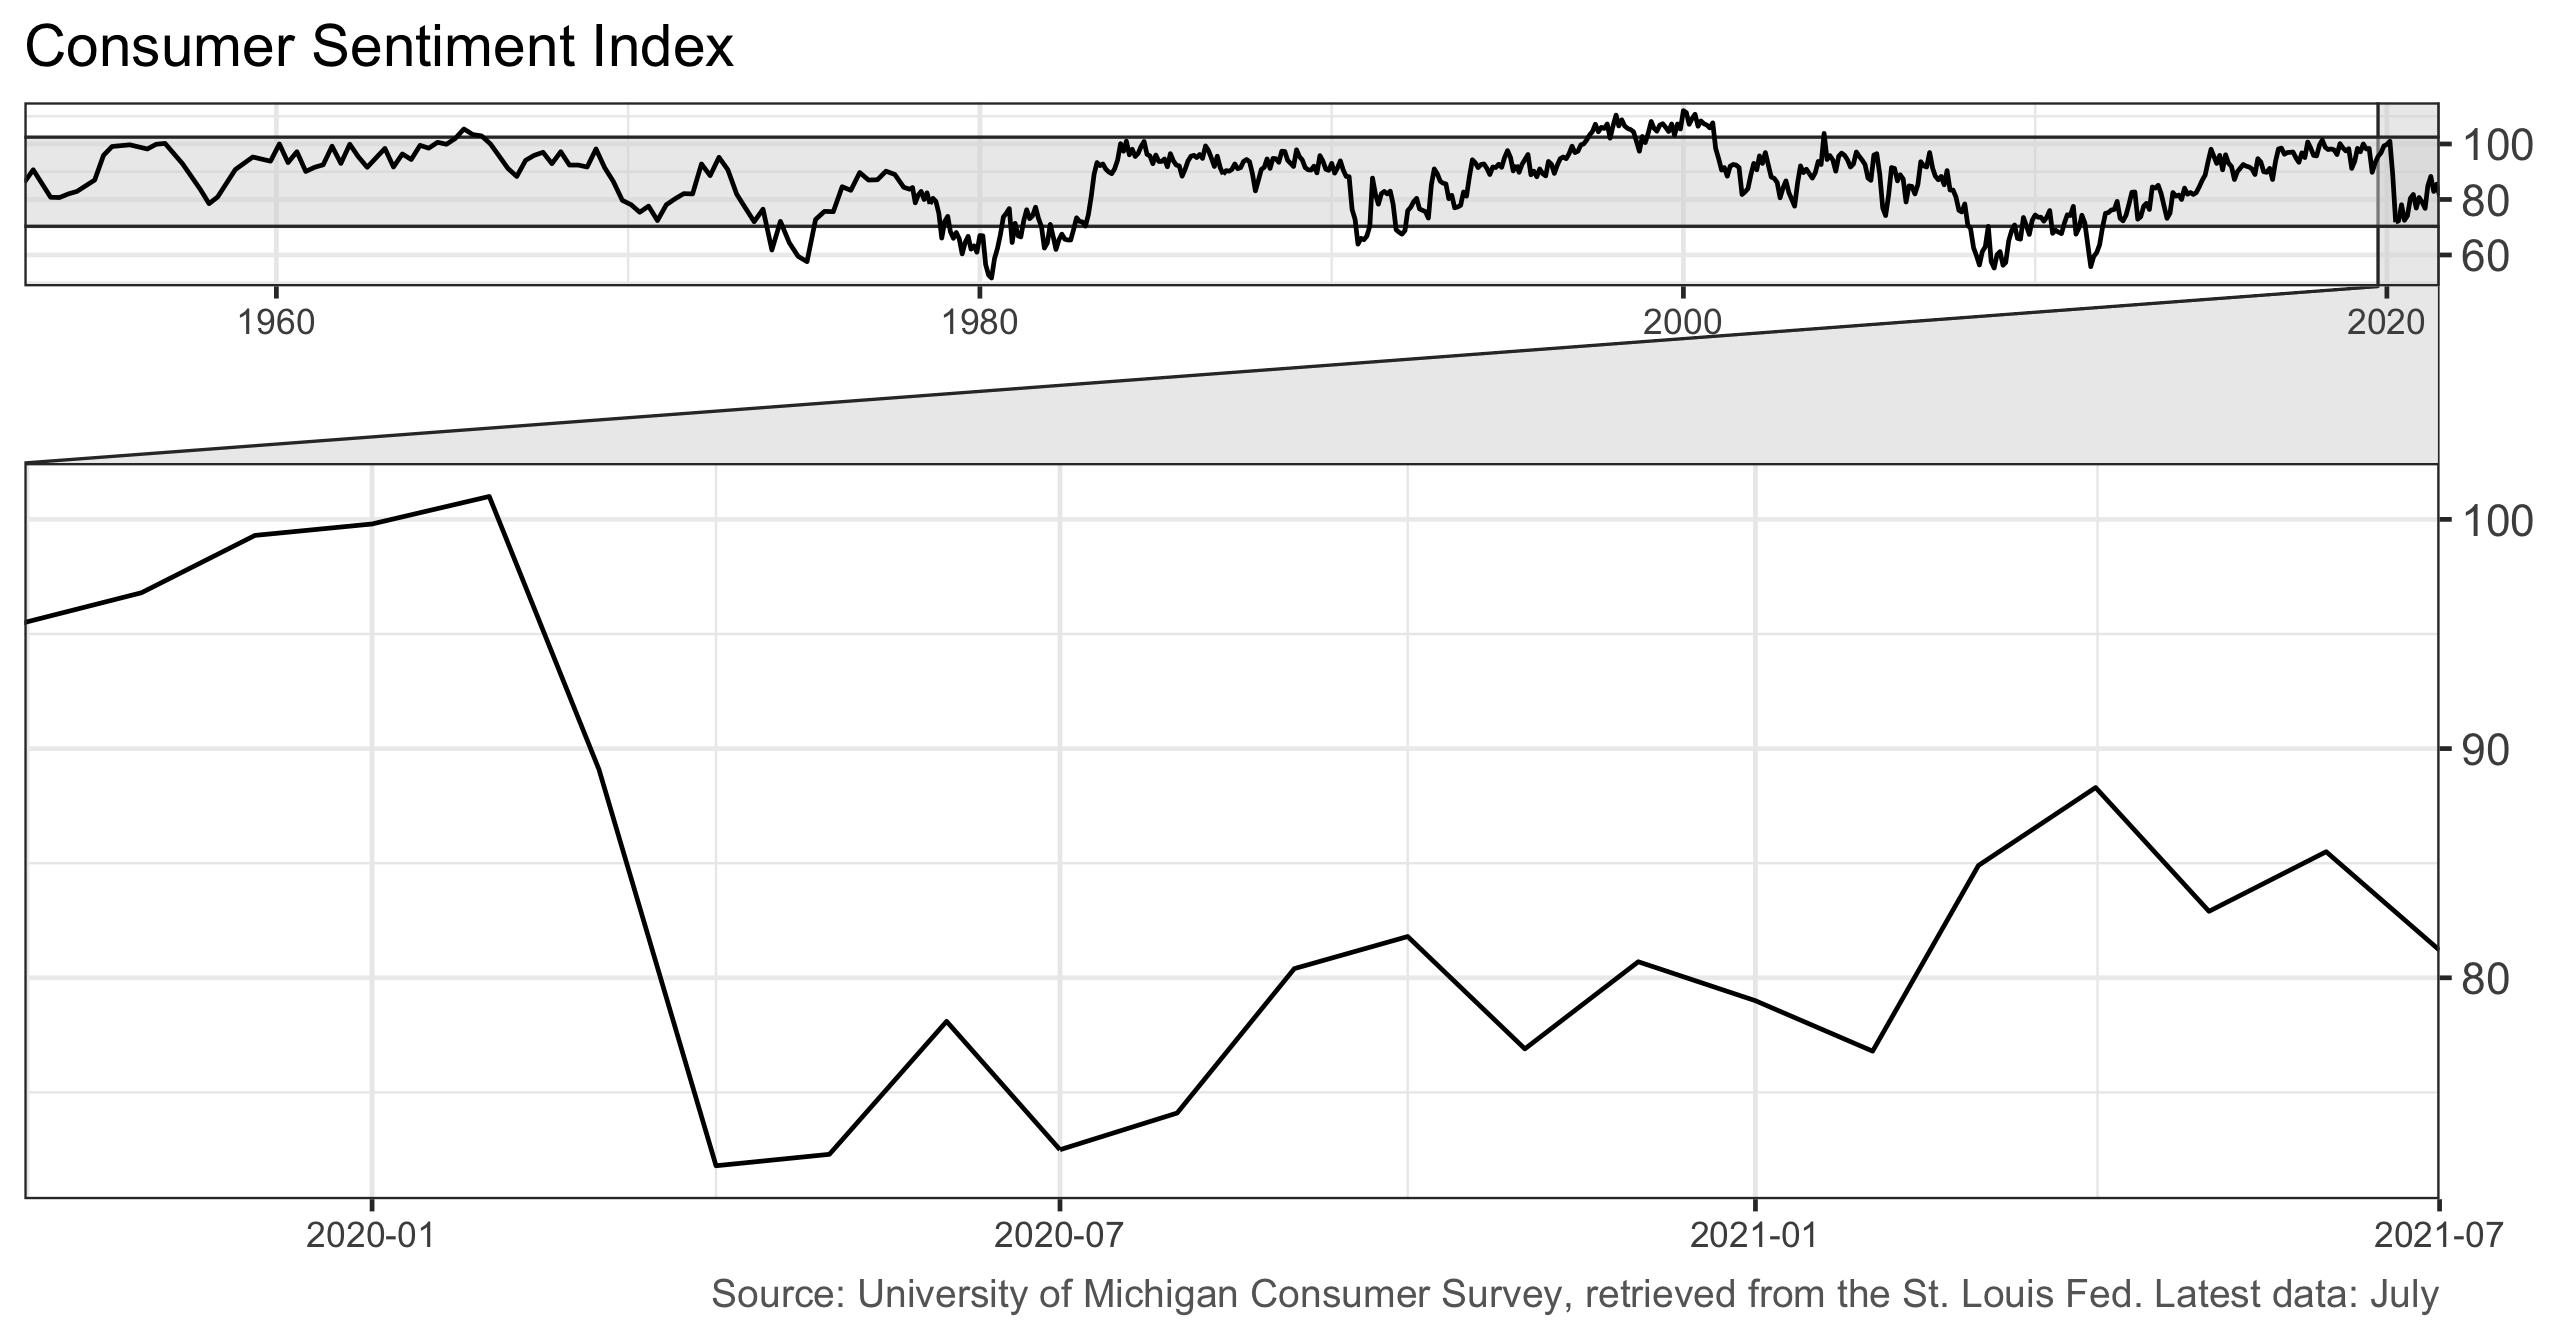 Consumer Sentiment Index
100
80
60
1960 1980 2000 2020
100
90
80
2020-01 2020-07 2021-01 2021-07
Source: University of Michigan Consumer Survey, retrieved from the St. Louis Fed. Latest data: July